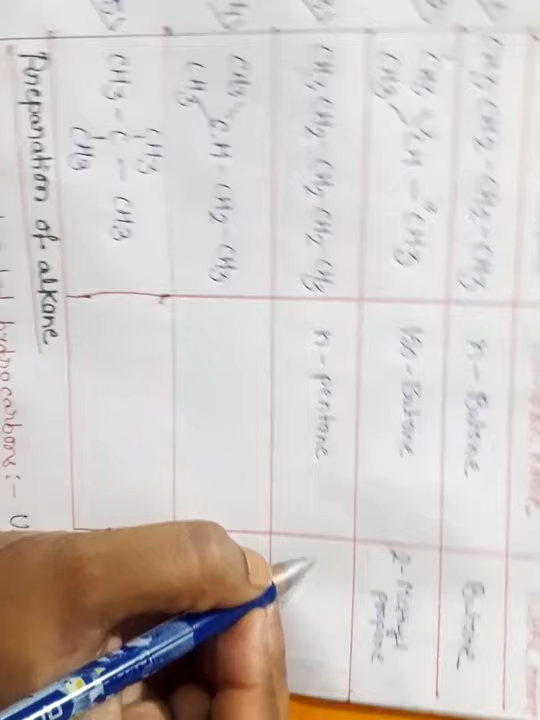 CH3 CH2-CH2-CH3 n-Butane Butane
CH3
CH3 CH-CH3 Iso-Butane 2-methyl
propane
CH3 CH2-CH2 CH2-CH3 n-pentane
CH3
CH3 CH-CH2-CH3
CH3
CH3-C-CH3
CH3
Preparation of alkane
hydrocarbons:-